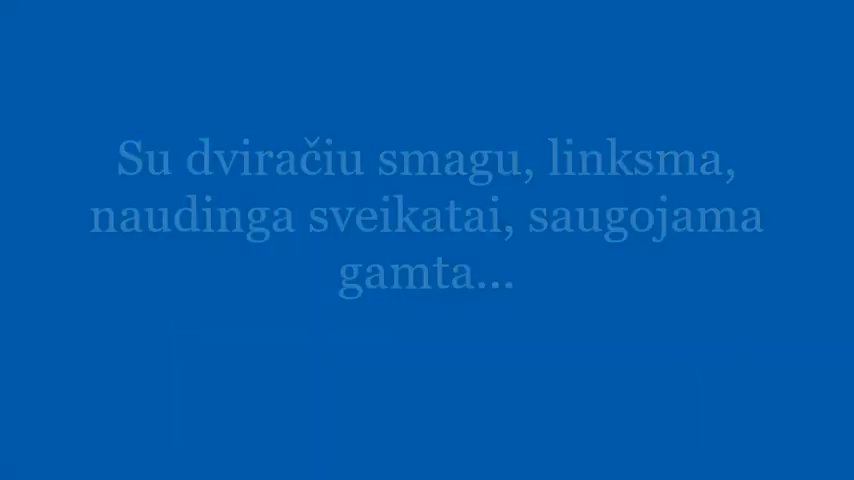 Su dviračiu smagu, linksma,
naudinga sveikatai, saugojama
gamta...